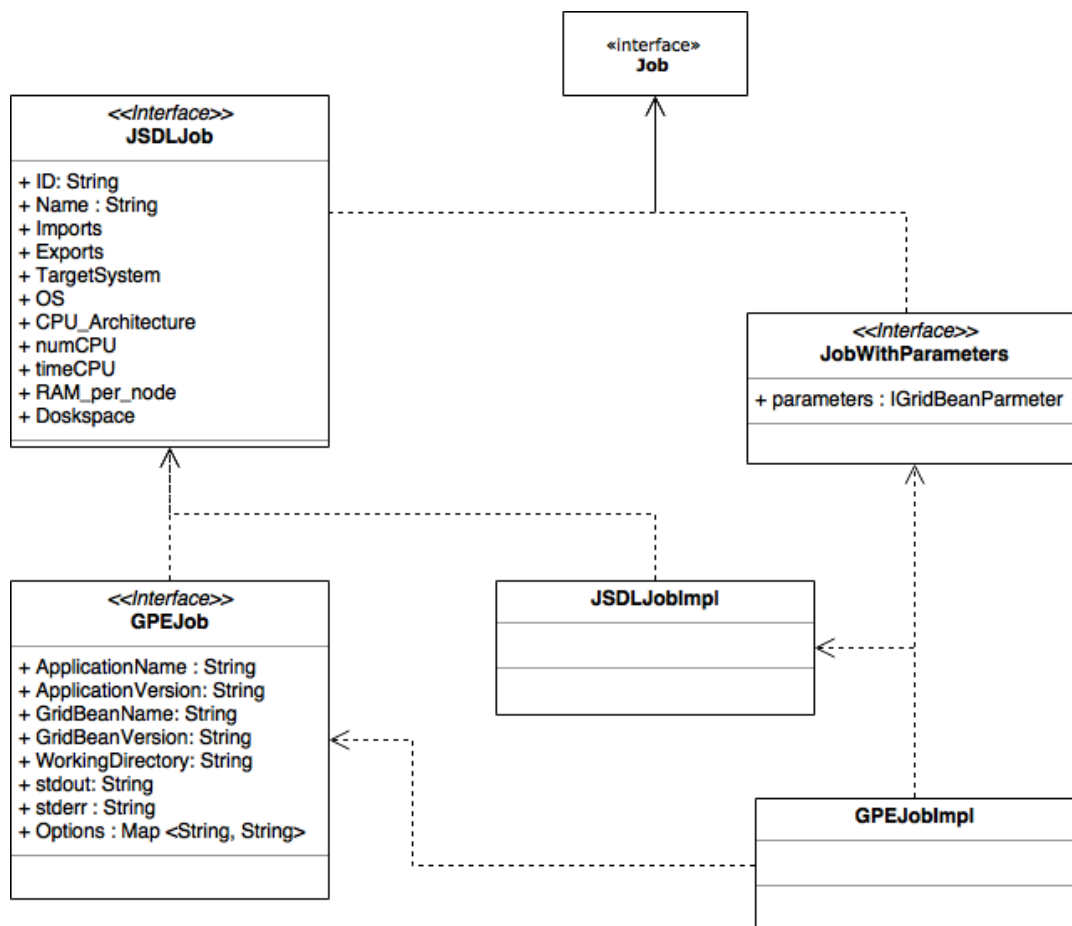 «interface»
Job
<<Interface>>
JSDLJob
+ ID: String
+ Name : String
+ Imports
+ Exports
+ TargetSystem
+ OS
+ CPU_Architecture
+ numCPU
+ timeCPU
+ RAM_per_node
+ Doskspace
<<Interface>>
JobWithParameters
+ parameters : IGridBeanParmeter
<<Interface>>
GPEJob
+ ApplicationName : String
+ ApplicationVersion: String
+ GridBeanName: String
+ GridBeanVersion: String
+ WorkingDirectory: String
+ stdout: String
+ stderr : String
+ Options : Map <String, String>
JSDLJobImpl
GPEJobImpl